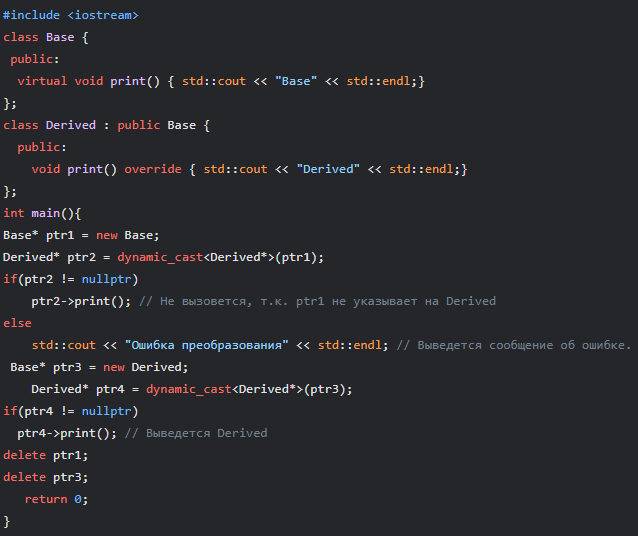 #include <iostream>
class Base {
 public:
  virtual void print() { std::cout << "Base" << std::endl;}
};
class Derived : public Base {
  public:
    void print() override { std::cout << "Derived" << std::endl;}
};
int main(){
Base* ptr1 = new Base;
Derived* ptr2 = dynamic_cast<Derived*>(ptr1);
if(ptr2 != nullptr)
    ptr2->print(); // Не вызовется, т.к. ptr1 не указывает на Derived
else
    std::cout << "Ошибка преобразования" << std::endl; // Выведется сообщение об ошибке.
 Base* ptr3 = new Derived;
    Derived* ptr4 = dynamic_cast<Derived*>(ptr3);
if(ptr4 != nullptr)
  ptr4->print(); // Выведется Derived
delete ptr1;
delete ptr3;
   return 0;
}